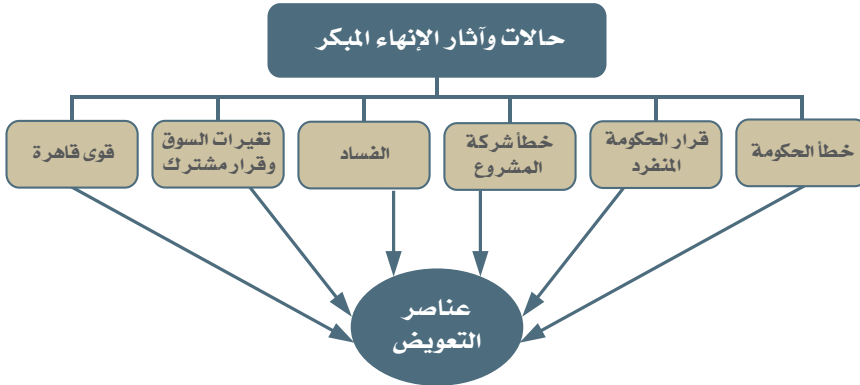 حالات وآثار الإنهاء المبكر
خطأ الحكومة
قرار الحكومة
المنفرد
خطأ شركة
المشروع
الفساد
تغيرات السوق
وقرار مشترك
قوى قاهرة
عناصر
التعويض